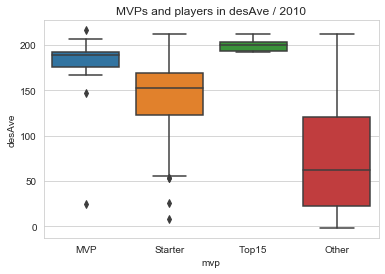 MVPs and players in desAve / 2010
desAve
200
150
100
50
0
MVP Starter Top15 Other
mvp